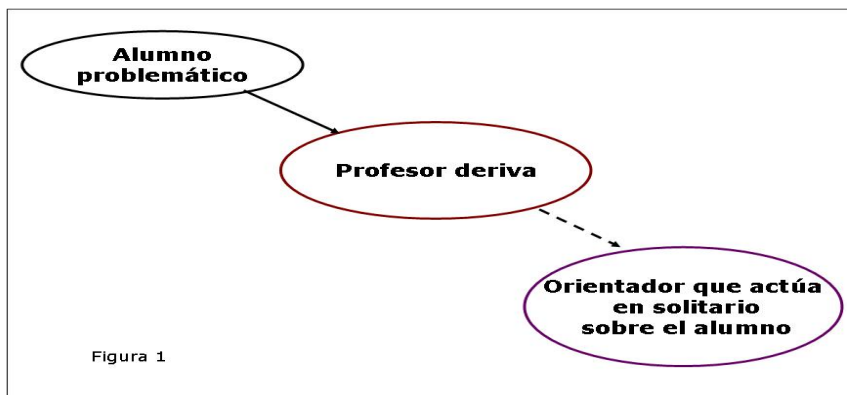 Alumno
problemático
Profesor deriva
Orientador que actúa
en solitario
sobre el alumno
Figura 1